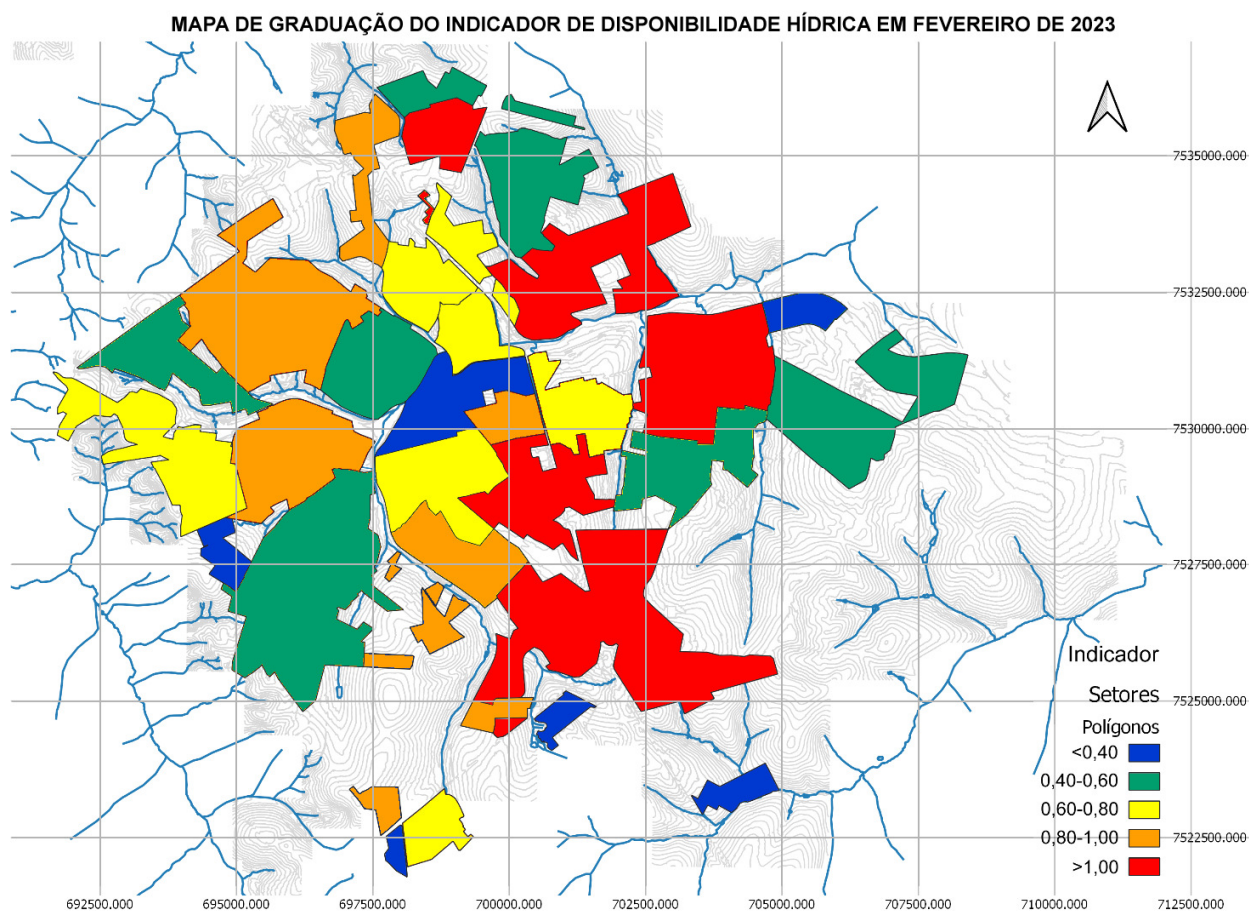 MAPA DE GRADUAÇÃO DO INDICADOR DE DISPONIBILIDADE HÍDRICA EM FEVEREIRO DE 2023
7535000.000
7532500.000
7530000.000
7527500.000
Indicador
Setores
7525000.000
Polígonos
<0,40
0,40-0,60
0,60-0,80
0,80-1,00
7522500.000
>1,00
692500.000 695000.000 697500.000 700000.000 702500.000 705000.000 707500.000 710000.000 712500.000